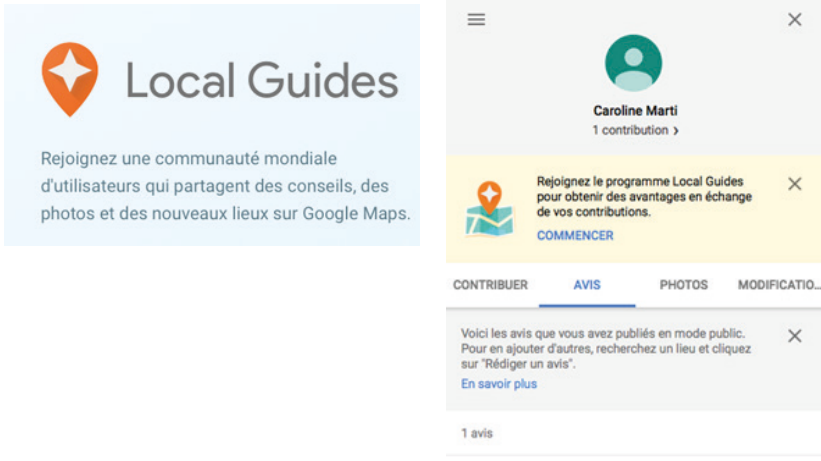 Local Guides
Rejoignez une communauté mondiale
d'utilisateurs qui partagent des conseils, des
photos et des nouveaux lieux sur Google Maps.
Caroline Marti
1 contribution >
Rejoignez le programme Local Guides
pour obtenir des avantages en échange
de vos contributions.
COMMENCER
CONTRIBUER AVIS PHOTOS MODIFICATIO...
Voici les avis que vous avez publiés en mode public.
Pour en ajouter d'autres, recherchez un lieu et cliquez
sur "Rédiger un avis".
En savoir plus
1 avis